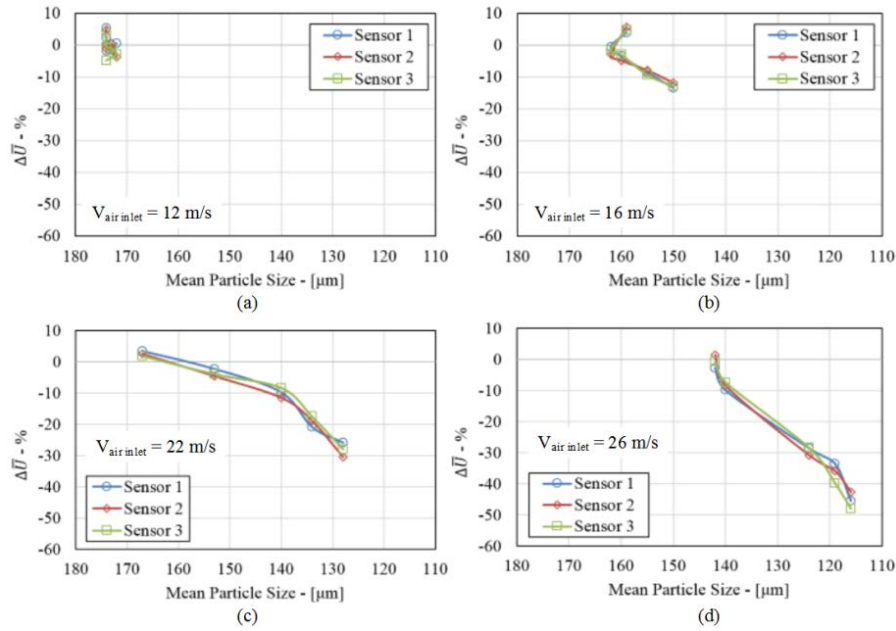 10
0
-10
-20
-30
-40
-50
-60
ΔU̅ - %
Sensor 1
Sensor 2
Sensor 3
V air inlet = 12 m/s
180 170 160 150 140 130 120 110
Mean Particle Size - [μm]
(a)
10
0
-10
-20
-30
-40
-50
-60
ΔU̅ - %
Sensor 1
Sensor 2
Sensor 3
V air inlet = 16 m/s
180 170 160 150 140 130 120 110
Mean Particle Size - [μm]
(b)
10
0
-10
-20
-30
-40
-50
-60
ΔU̅ - %
V air inlet = 22 m/s
Sensor 1
Sensor 2
Sensor 3
180 170 160 150 140 130 120 110
Mean Particle Size - [μm]
(c)
10
0
-10
-20
-30
-40
-50
-60
ΔU̅ - %
V air inlet = 26 m/s
Sensor 1
Sensor 2
Sensor 3
180 170 160 150 140 130 120 110
Mean Particle Size - [μm]
(d)